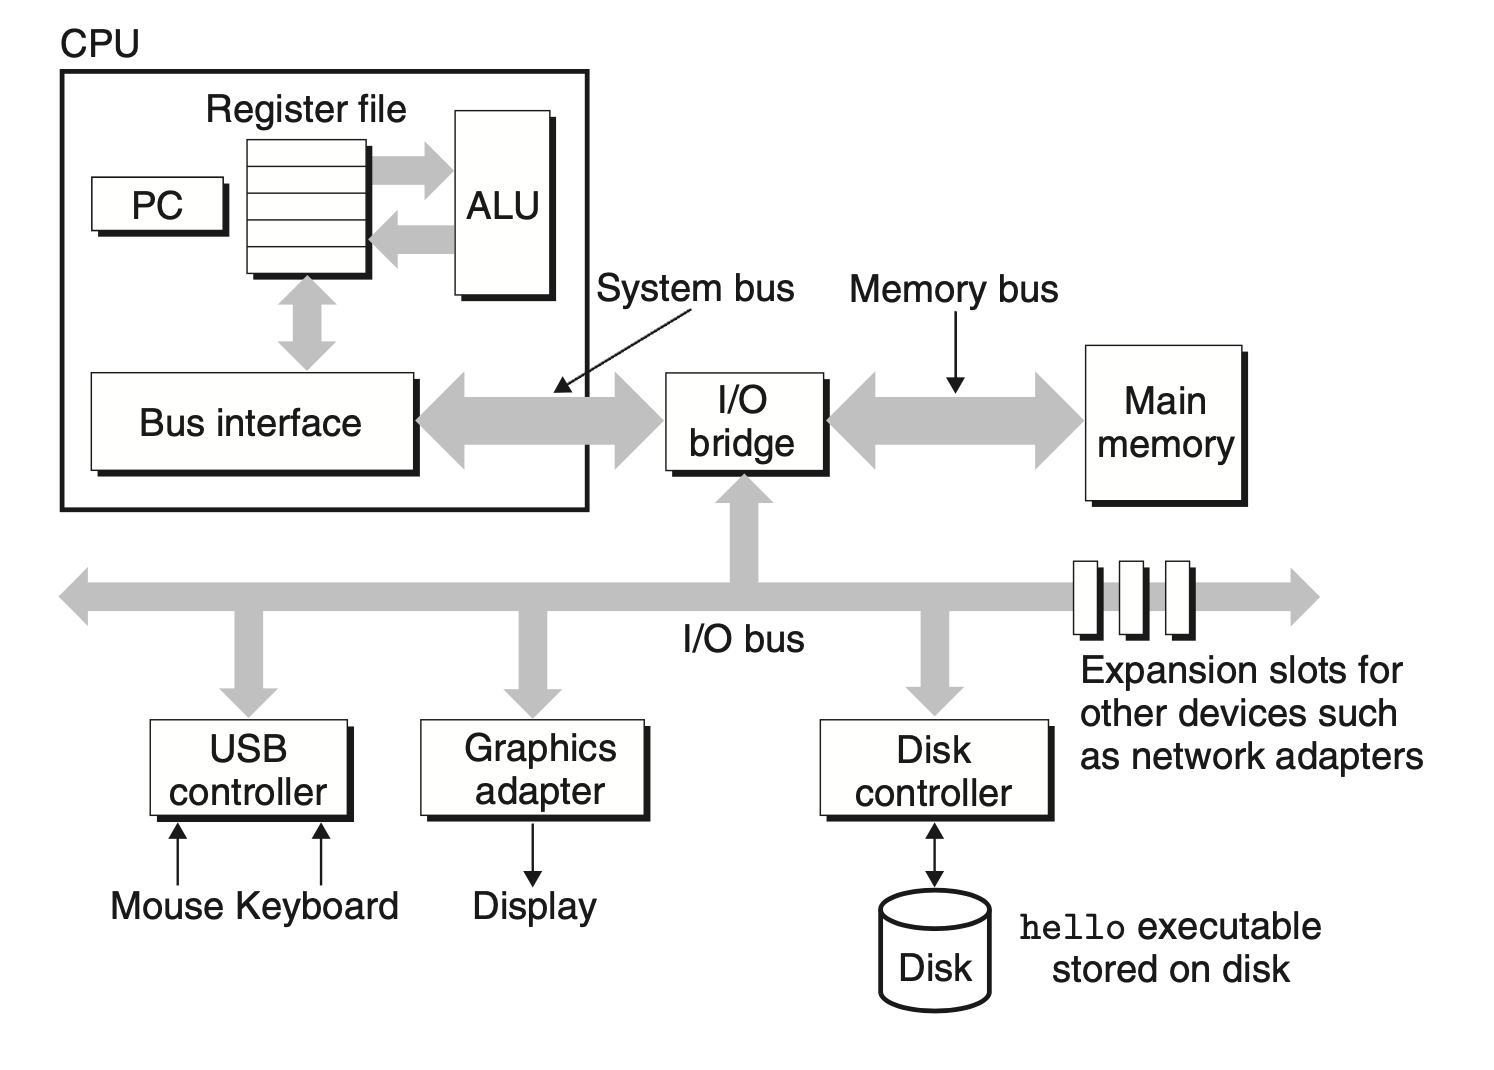 CPU
Register file
PC
ALU
System bus
Memory bus
Bus interface
I/O
bridge
Main
memory
I/O bus
Expansion slots for
other devices such
as network adapters
USB
controller
Graphics
adapter
Disk
controller
Mouse Keyboard
Display
Disk
hello executable
stored on disk